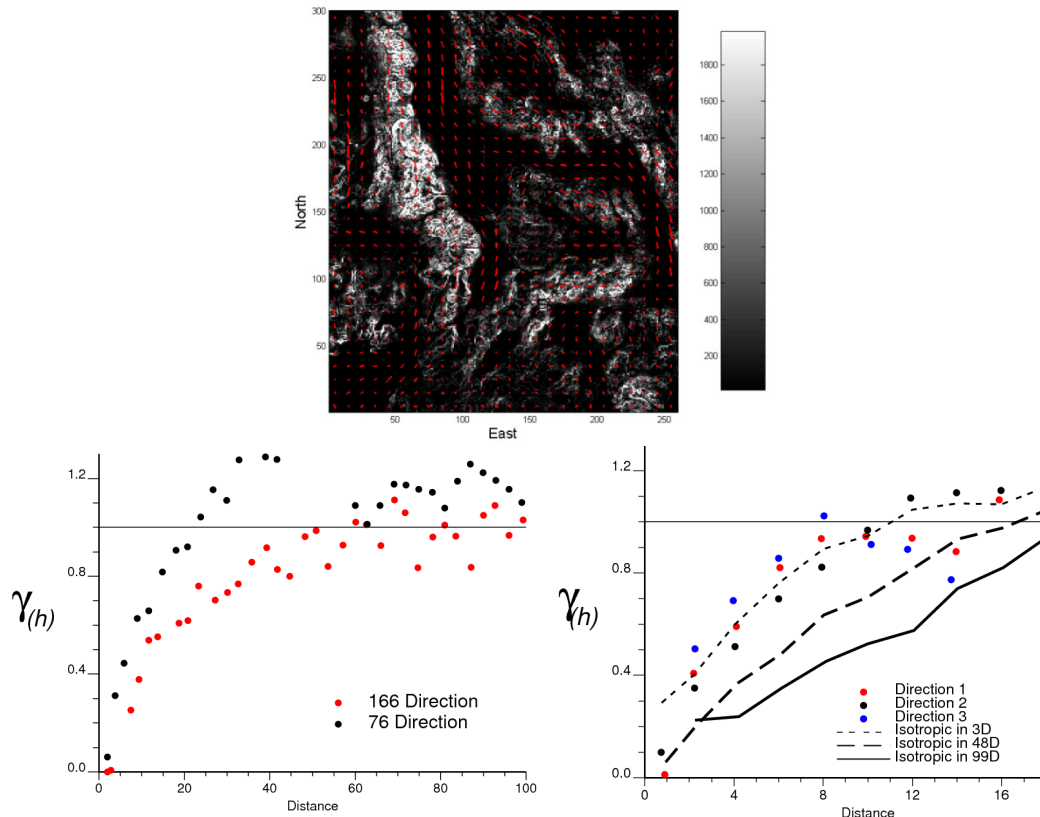 300
250
200
150
100
50
North
50 100 150 200 250
East
1800
1600
1400
1200
1000
800
600
400
200
1.2
0.8
0.4
0.0
γ(h)
0 20 40 60 80 100
Distance
166 Direction
76 Direction
1.2
0.8
0.4
0.0
γ(h)
0 4 8 12 16
Distance
Direction 1
Direction 2
Direction 3
Isotropic in 3D
Isotropic in 48D
Isotropic in 99D